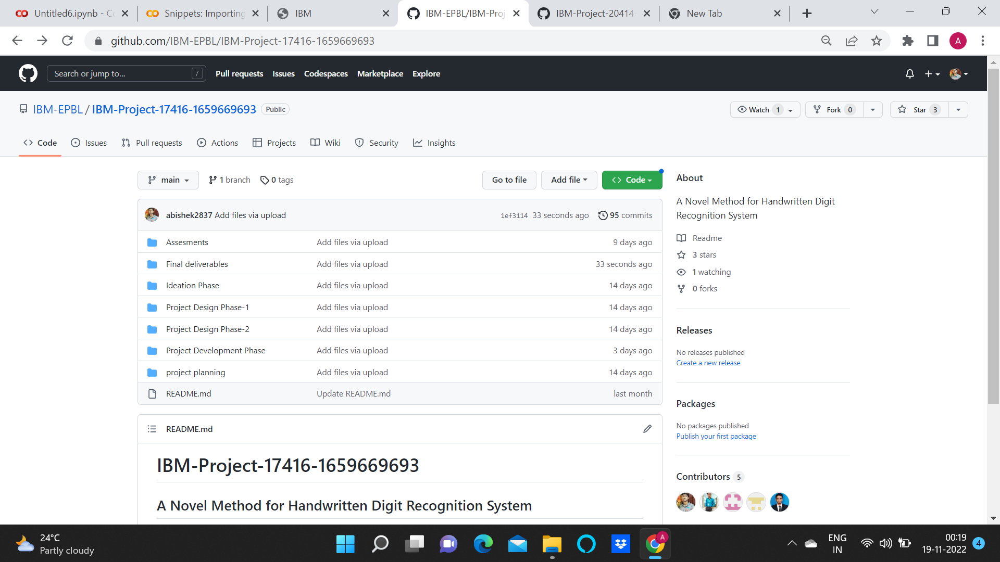 Untitled6.ipynb - Co
Snippets: Importing
IBM
IBM-EPBL/IBM-Proj
IBM-Project-20414-
New Tab
github.com/IBM-EPBL/IBM-Project-17416-1659669693
A
Search or jump to... /
Pull requests
Issues
Codespaces
Marketplace
Explore
IBM-EPBL / IBM-Project-17416-1659669693 Public
Watch 1
Fork 0
Star 3
Code
Issues
Pull requests
Actions
Projects
Wiki
Security
Insights
main
1 branch
0 tags
Go to file
Add file
Code
abishek2837 Add files via upload 1ef3114 33 seconds ago 95 commits
Assesments Add files via upload 9 days ago
Final deliverables Add files via upload 33 seconds ago
Ideation Phase Add files via upload 14 days ago
Project Design Phase-1 Add files via upload 14 days ago
Project Design Phase-2 Add files via upload 14 days ago
Project Development Phase Add files via upload 3 days ago
project planning Add files via upload 14 days ago
README.md Update README.md last month
README.md
IBM-Project-17416-1659669693
A Novel Method for Handwritten Digit Recognition System
About
A Novel Method for Handwritten Digit
Recognition System
Readme
3 stars
1 watching
0 forks
Releases
No releases published
Create a new release
Packages
No packages published
Publish your first package
Contributors 5
24°C
Partly cloudy
A
ENG
IN
00:19
19-11-2022
4